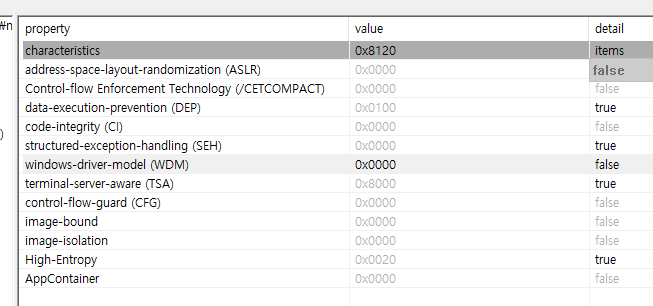 #n
property value detail
characteristics 0x8120 items
address-space-layout-randomization (ASLR) 0x0000 false
Control-flow Enforcement Technology (/CETCOMPACT) 0x0000 false
data-execution-prevention (DEP) 0x0100 true
code-integrity (CI) 0x0000 false
structured-exception-handling (SEH) 0x0000 true
windows-driver-model (WDM) 0x0000 false
terminal-server-aware (TSA) 0x8000 true
control-flow-guard (CFG) 0x0000 false
image-bound 0x0000 false
image-isolation 0x0000 false
High-Entropy 0x0020 true
AppContainer 0x0000 false